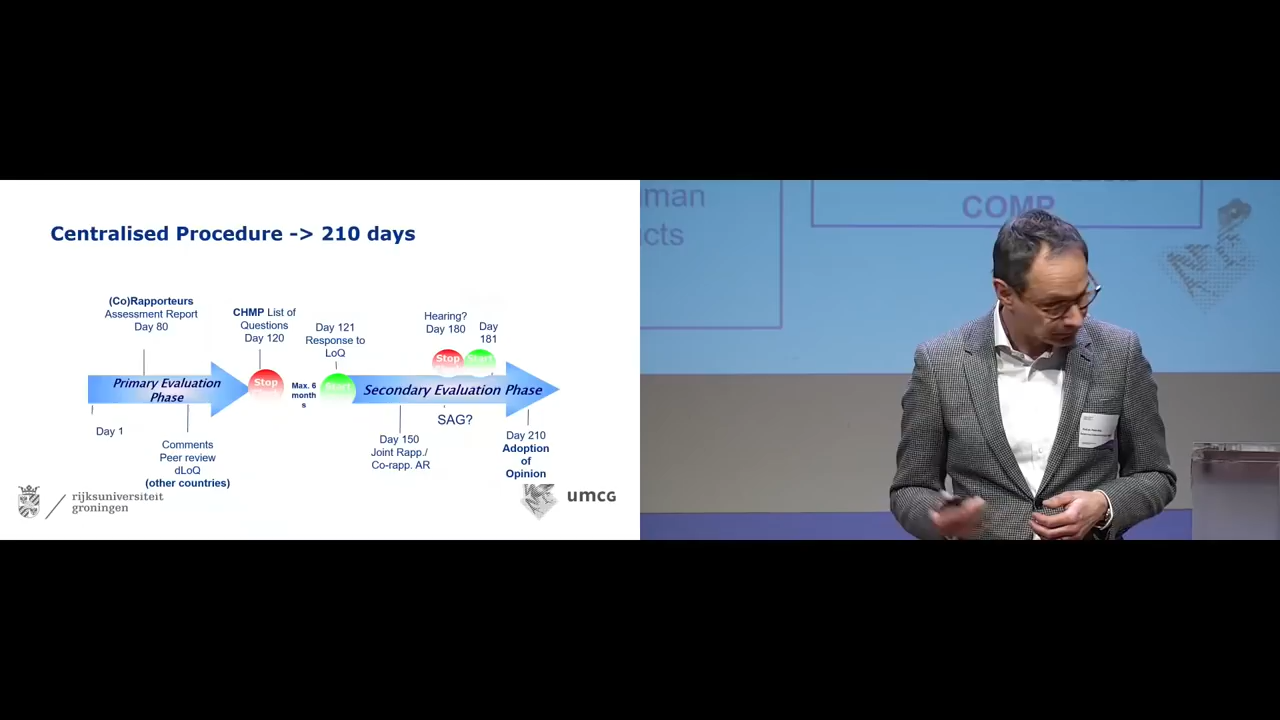 Centralised Procedure -> 210 days
(Co)Rapporteurs
Assessment Report
Day 80
CHMP List of
Questions
Day 120
Day 121
Response to
LoQ
Hearing?
Day 180
Day
181
Stop
Start
Primary Evaluation
Phase
Stop
Max. 6
month
s
Start
Secondary Evaluation Phase
Day 1
Comments
Peer review
dLoQ
(other countries)
Day 150
Joint Rapp./
Co-rapp. AR
SAG?
Day 210
Adoption
of
Opinion
rijksuniversiteit
groningen
umcg
man
cts
COMP